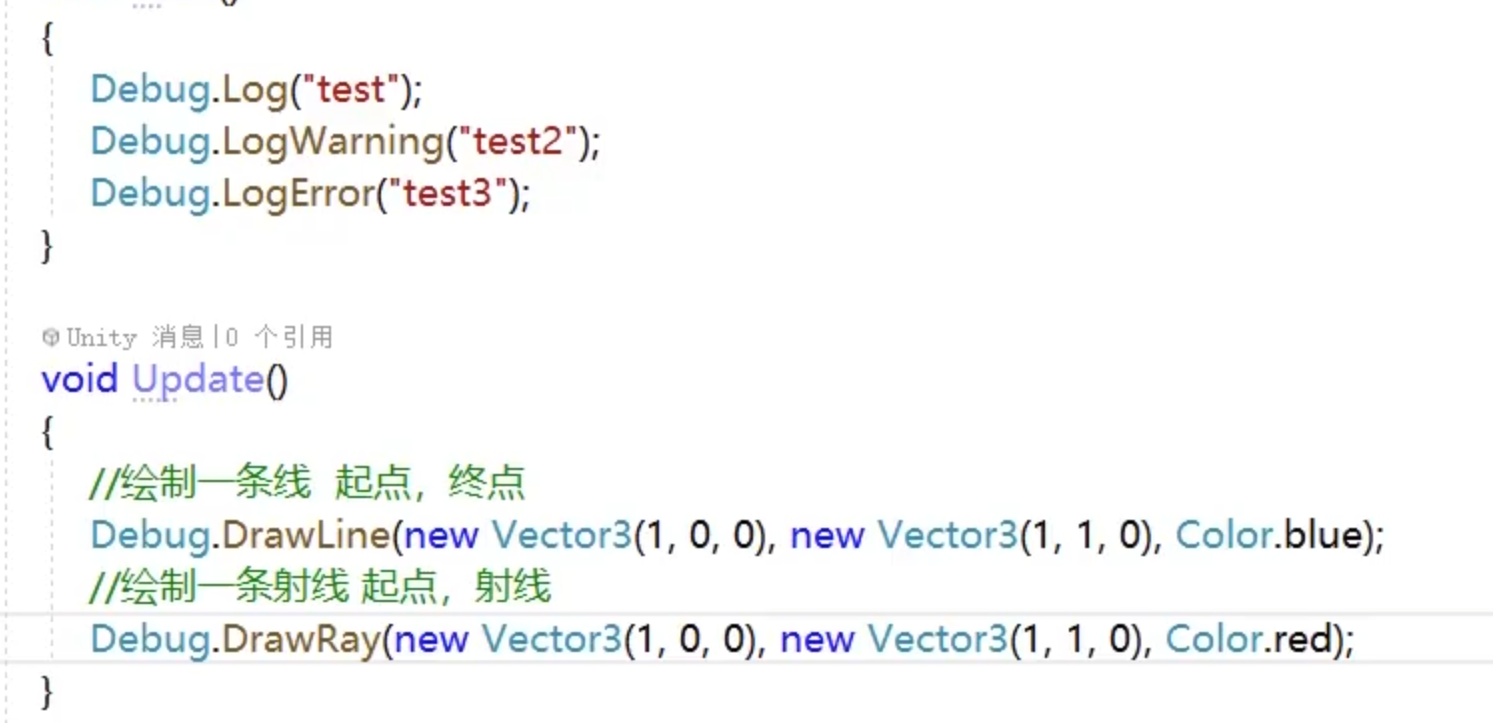 {
Debug.Log("test");
Debug.LogWarning("test2");
Debug.LogError("test3");
}
Unity 消息|0 个引用
void Update()
{
//绘制一条线 起点，终点
Debug.DrawLine(new Vector3(1, 0, 0), new Vector3(1, 1, 0), Color.blue);
//绘制一条射线 起点，射线
Debug.DrawRay(new Vector3(1, 0, 0), new Vector3(1, 1, 0), Color.red);
}